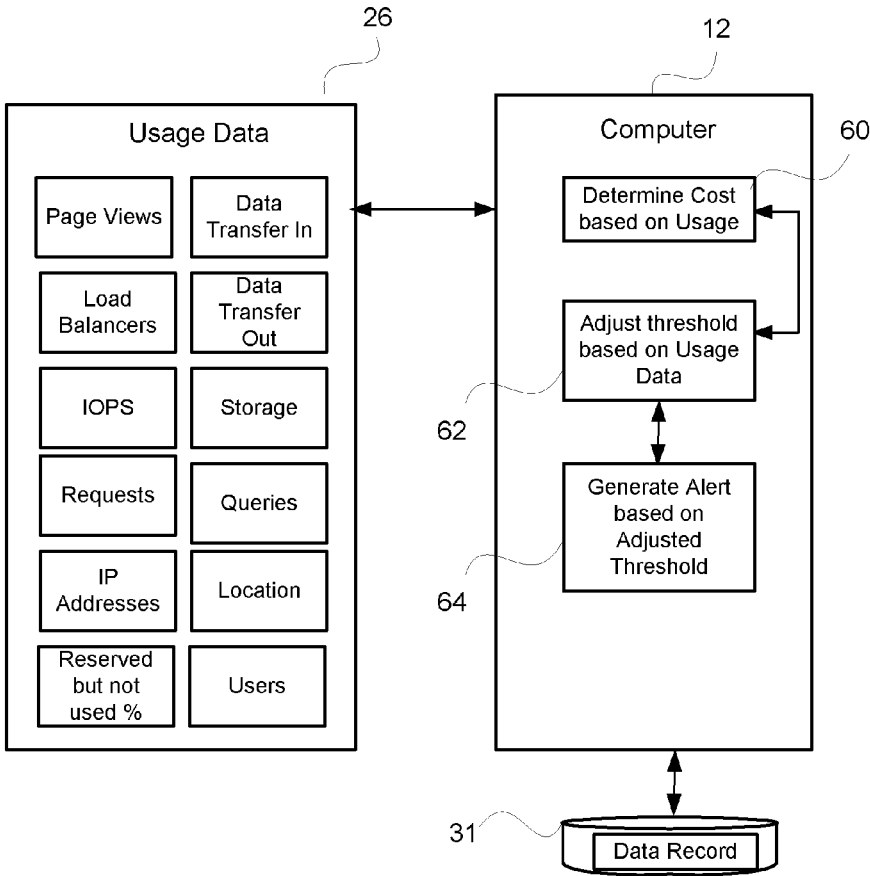 26
12
Usage Data
Computer
60
Page Views
Data
Transfer In
Determine Cost
based on Usage
Load
Balancers
Data
Transfer
Out
Adjust threshold
based on Usage
Data
62
IOPS
Storage
Requests
Queries
Generate Alert
based on
Adjusted
Threshold
64
IP
Addresses
Location
Reserved
but not
used %
Users
31
Data Record